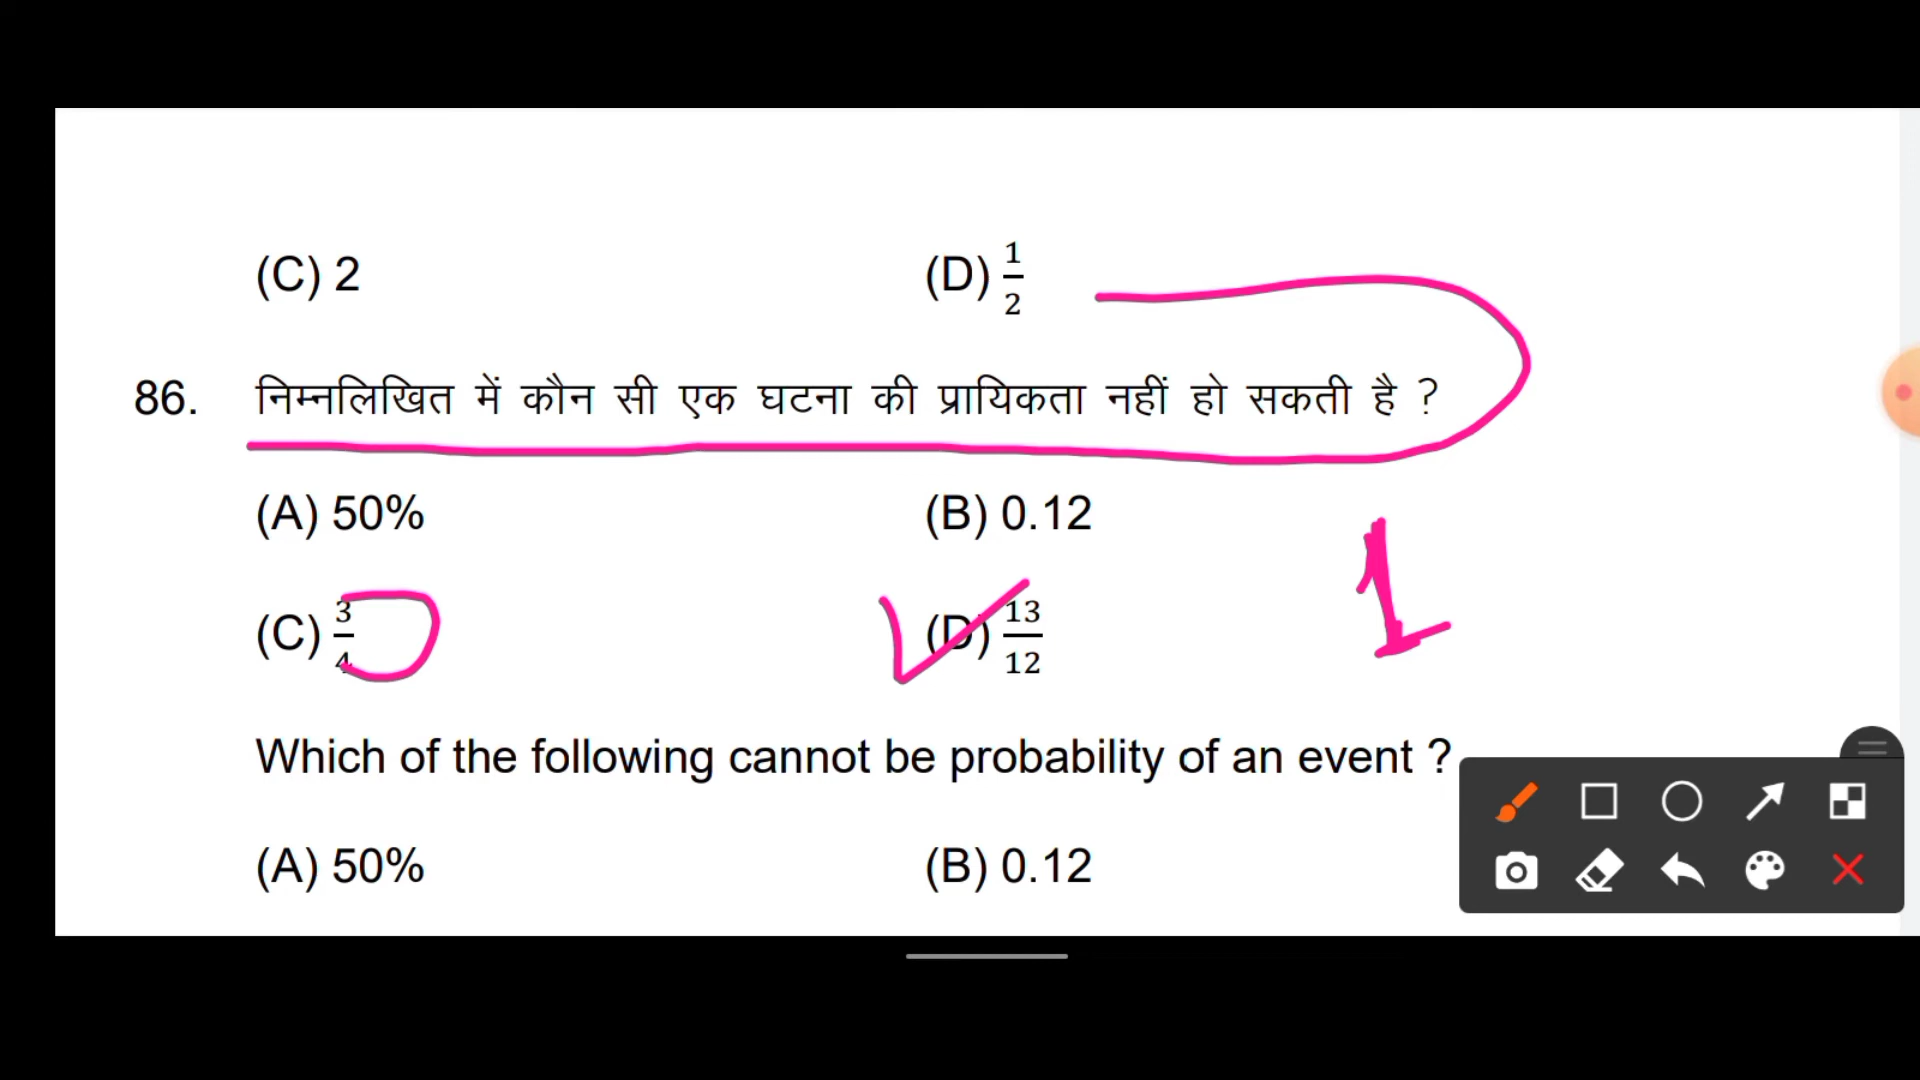 (C) 2 (D) 1/2
86. निम्नलिखित में कौन सी एक घटना की प्रायिकता नहीं हो सकती है ?
(A) 50% (B) 0.12
1
(C) 3/4 (D) 13/12
Which of the following cannot be probability of an event ?
(A) 50% (B) 0.12